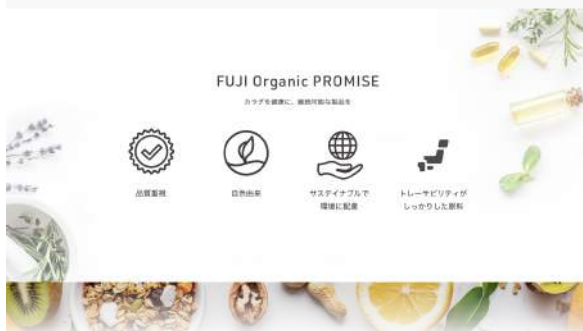 FUJI Organic PROMISE
カラダを健康に、継続可能な製品を
品質重視
自然由来
サステイナブルで
環境に配慮
トレーサビリティが
しっかりした原料